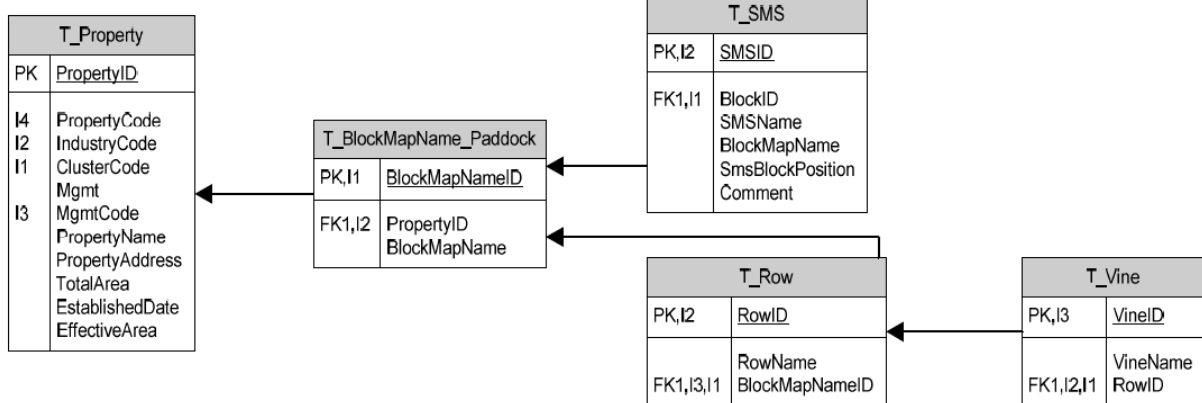 T_Property
PK PropertyID
I4 PropertyCode
I2 IndustryCode
I1 ClusterCode
Mgmt
I3 MgmtCode
PropertyName
PropertyAddress
TotalArea
EstablishedDate
EffectiveArea
T_BlockMapName_Paddock
PK,I1 BlockMapNameID
FK1,I2 PropertyID
BlockMapName
T_SMS
PK,I2 SMSID
FK1,I1 BlockID
SMSName
BlockMapName
SmsBlockPosition
Comment
T_Row
PK,I2 RowID
RowName
FK1,I3,I1 BlockMapNameID
T_Vine
PK,I3 VineID
VineName
FK1,I2,I1 RowID